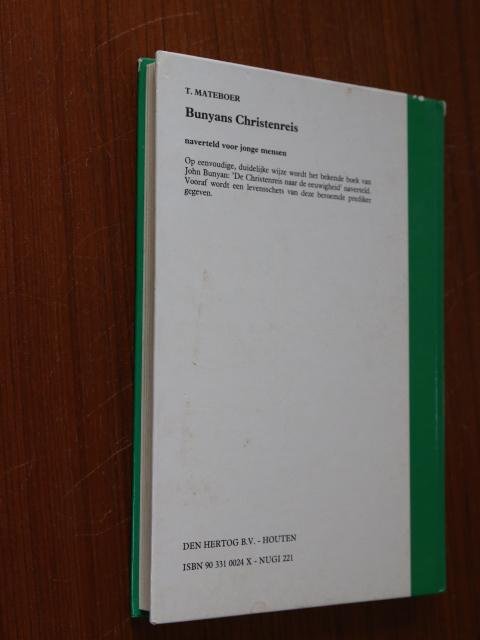 T. MATEBOER
Bunyans Christenreis
naverteld voor jonge mensen
Op eenvoudige, duidelijke wijze wordt het bekende boek van
John Bunyan: 'De Christenreis naar de eeuwigheid' naverteld.
Vooraf wordt een levensschets van deze beroemde prediker
gegeven.
DEN HERTOG B.V. - HOUTEN
ISBN 90 331 0024 X - NUGI 221